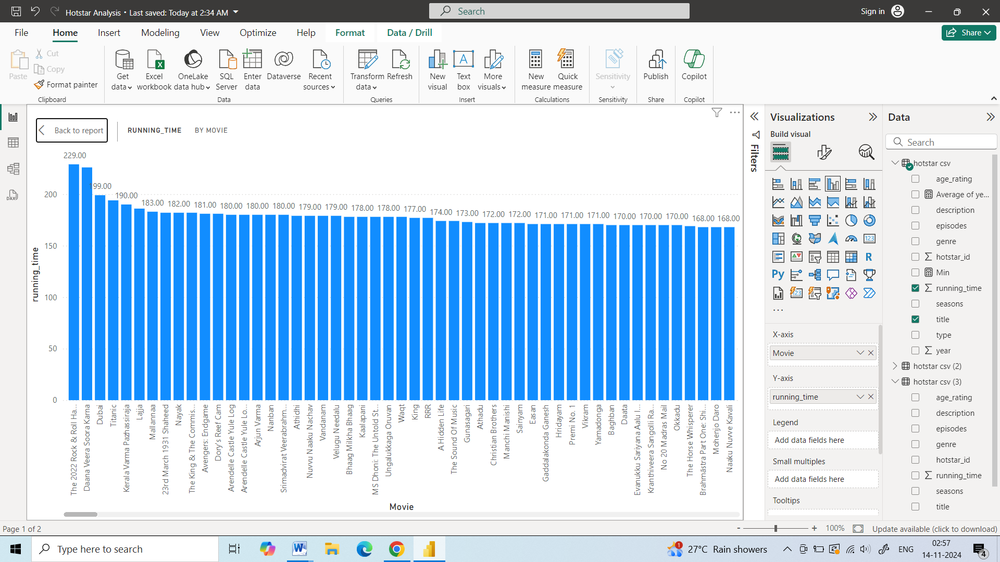 Hotstar Analysis • Last saved: Today at 2:34 AM
Search
Sign in
File
Home
Insert
Modeling
View
Optimize
Help
Format
Data / Drill
Share
Paste
Cut
Copy
Format painter
Clipboard
Get data
Excel workbook
OneLake data hub
SQL Server
Enter data
Dataverse
Recent sources
Data
Transform data
Refresh
Queries
New visual
Text box
More visuals
Insert
New measure
Quick measure
Calculations
Sensitivity
Sensitivity
Publish
Share
Copilot
Copilot
Back to report
RUNNING_TIME
BY MOVIE
229.00
199.00
190.00
183.00
182.00
181.00
180.00
180.00
180.00
179.00
179.00
178.00
178.00
177.00
174.00
173.00
172.00
172.00
171.00
171.00
171.00
170.00
170.00
170.00
168.00
168.00
200
150
100
50
0
running_time
The 2022 Rock & Roll Ha...
Daana Veera Soora Karna
Dubai
Titanic
Kerala Varma Pazhassiraja
Lajja
Mallannaa
23rd March 1931 Shaheed
Nayak
The King & The Commis...
Avengers: Endgame
Dory's Reef Cam
Arendelle Castle Yule Log
Arendelle Castle Yule Lo...
Arjun Varma
Nanban
Srimadvirat Veerabrahm...
Athidhi
Nuvvu Naaku Nachav
Vandanam
Velugu Needalu
Bhaag Milkha Bhaag
Kaalapani
M S Dhoni: The Untold St...
Ungalukkaga Oruvan
Waqt
King
RRR
A Hidden Life
The Sound Of Music
Gunasagari
Athadu
Christian Brothers
Manchi Manishi
Sainyam
Easan
Gaddalakonda Ganesh
Hridayam
Premi No. 1
Vikram
Yamadonga
Baghban
Daata
Evanukku Sariyana Aalu I...
Kranthiveera Sangolli Ra...
No 20 Madras Mail
Okkadu
The Horse Whisperer
Brahmāstra Part One: Shi...
Mohenjo Daro
Naaku Nuvve Kavali
Movie
Filters
Visualizations
Build visual
123
R
Py
123
X-axis
Movie
Y-axis
running_time
Legend
Add data fields here
Small multiples
Add data fields here
Tooltips
Data
Search
hotstar csv
age_rating
Average of ye...
description
episodes
genre
hotstar_id
Min
running_time
seasons
title
type
year
hotstar csv (2)
hotstar csv (3)
age_rating
description
episodes
genre
hotstar_id
running_time
seasons
title
Page 1 of 2
- + 100%
Update available (click to download)
Type here to search
1
27°C Rain showers
ENG
02:57
14-11-2024
4